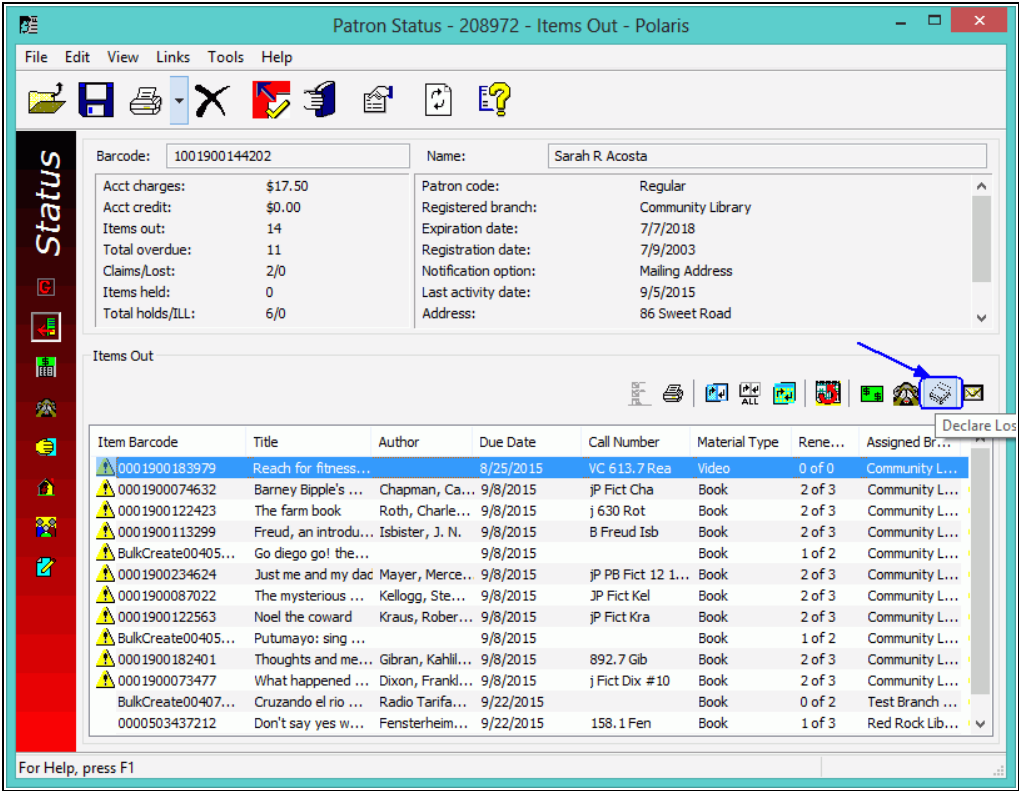 Patron Status - 208972 - Items Out - Polaris
File Edit View Links Tools Help
Status
Barcode: 1001900144202 Name: Sarah R Acosta
Acct charges: $17.50 Patron code: Regular
Acct credit: $0.00 Registered branch: Community Library
Items out: 14 Expiration date: 7/7/2018
Total overdue: 11 Registration date: 7/9/2003
Claims/Lost: 2/0 Notification option: Mailing Address
Items held: 0 Last activity date: 9/5/2015
Total holds/ILL: 6/0 Address: 86 Sweet Road
Items Out
ALL
Declare Los
Item Barcode Title Author Due Date Call Number Material Type Rene... Assigned Br...
0001900183979 Reach for fitness... 8/25/2015 VC 613.7 Rea Video 0 of 0 Community L...
0001900074632 Barney Bipple's ... Chapman, Ca... 9/8/2015 jP Fict Cha Book 2 of 3 Community L...
0001900122423 The farm book Roth, Charle... 9/8/2015 j 630 Rot Book 2 of 3 Community L...
0001900113299 Freud, an introdu... Isbister, J. N. 9/8/2015 B Freud Isb Book 2 of 3 Community L...
BulkCreate00405... Go diego go! the... 9/8/2015 Book 1 of 2 Community L...
0001900234624 Just me and my dad Mayer, Merce... 9/8/2015 jP PB Fict 12 1... Book 2 of 3 Community L...
0001900087022 The mysterious ... Kellogg, Ste... 9/8/2015 JP Fict Kel Book 2 of 3 Community L...
0001900122563 Noel the coward Kraus, Rober... 9/8/2015 jP Fict Kra Book 2 of 3 Community L...
BulkCreate00405... Putumayo: sing ... 9/8/2015 Book 1 of 2 Community L...
0001900182401 Thoughts and me... Gibran, Kahlil... 9/8/2015 892.7 Gib Book 2 of 3 Community L...
0001900073477 What happened ... Dixon, Frankl... 9/8/2015 j Fict Dix #10 Book 2 of 3 Community L...
BulkCreate00407... Cruzando el rio ... Radio Tarifa... 9/22/2015 Book 0 of 2 Test Branch ...
0000503437212 Don't say yes w... Fensterheim... 9/22/2015 158.1 Fen Book 1 of 3 Red Rock Lib...
For Help, press F1